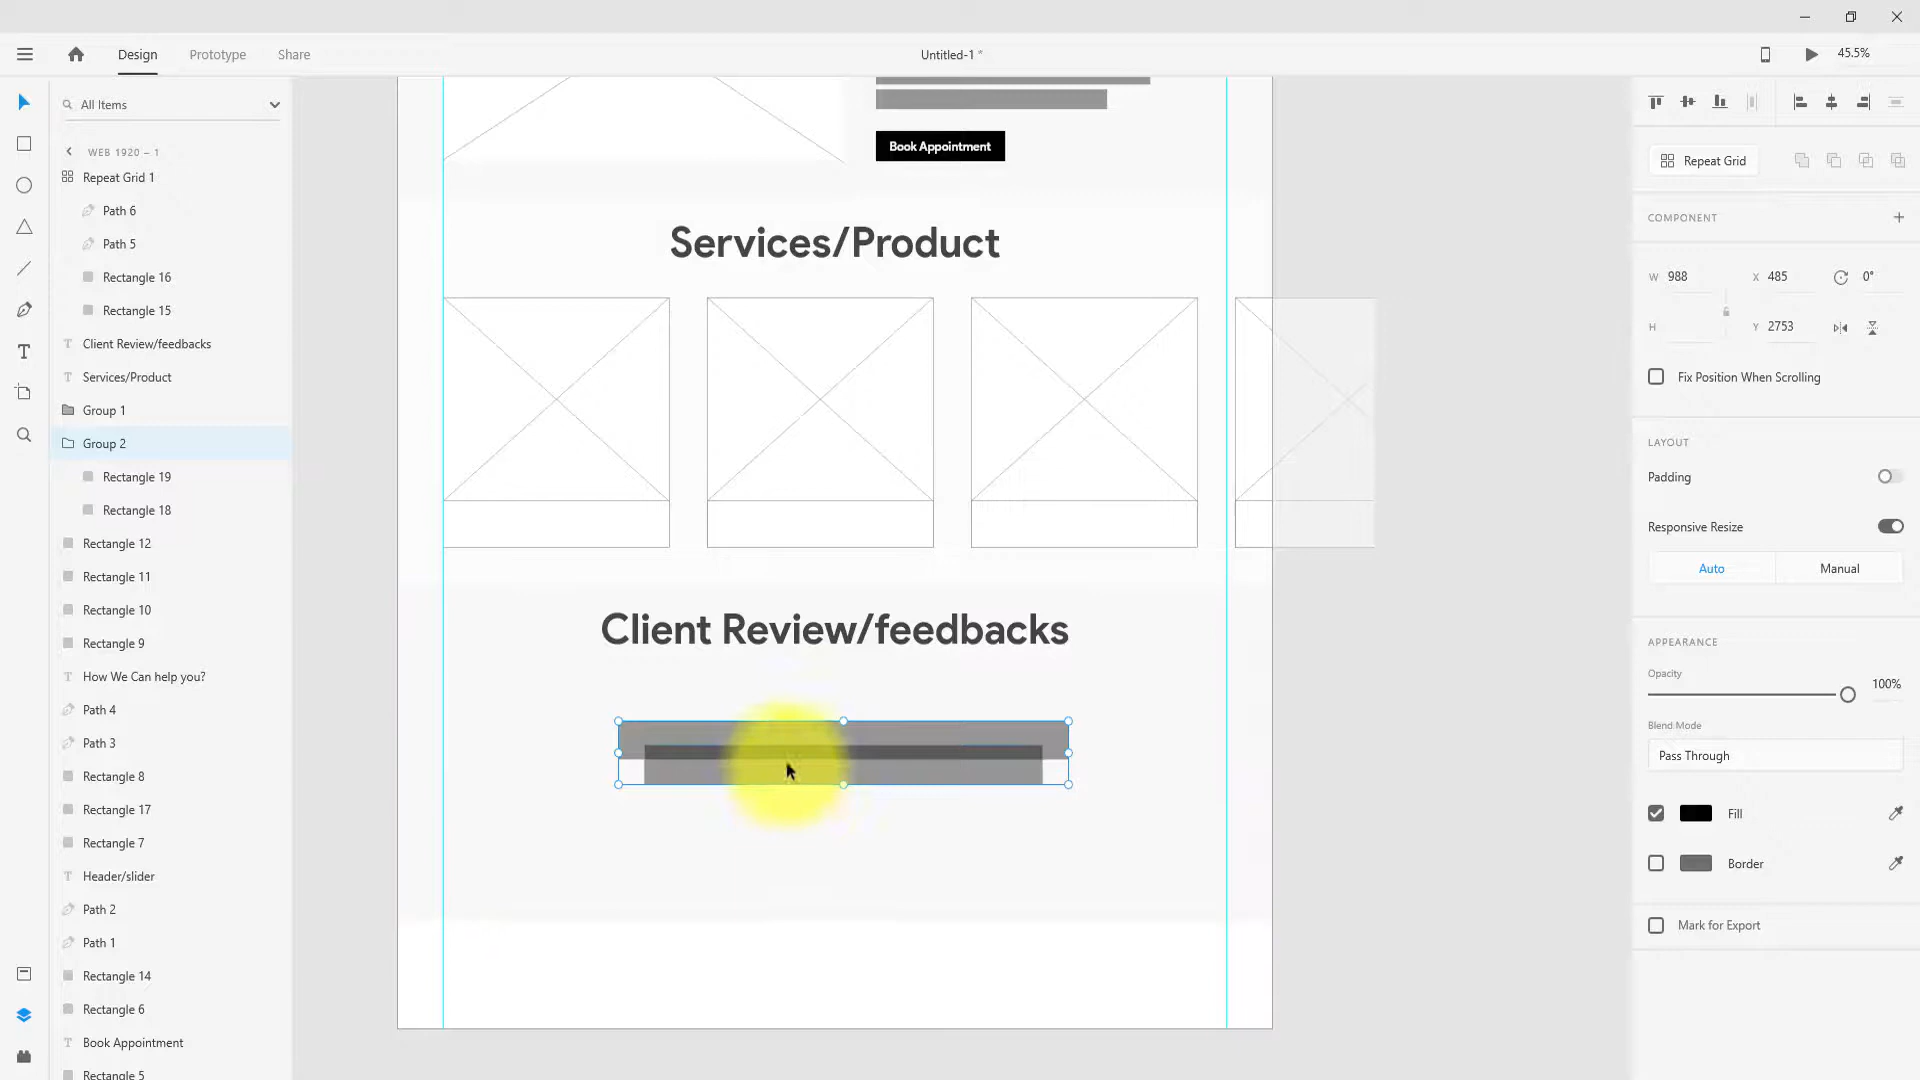 Design
Prototype
Share
Untitled-1 *
45.5%
All Items
WEB 1920 – 1
Repeat Grid 1
Path 6
Path 5
Rectangle 16
Rectangle 15
T Client Review/feedbacks
T Services/Product
Group 1
Group 2
Rectangle 19
Rectangle 18
Rectangle 12
Rectangle 11
Rectangle 10
Rectangle 9
T How We Can help you?
Path 4
Path 3
Rectangle 8
Rectangle 17
Rectangle 7
T Header/slider
Path 2
Path 1
Rectangle 14
Rectangle 6
T Book Appointment
Rectangle 5
Book Appointment
Services/Product
Client Review/feedbacks
Repeat Grid
COMPONENT
W 988 X 485 0°
H Y 2753
Fix Position When Scrolling
LAYOUT
Padding
Responsive Resize
Auto Manual
APPEARANCE
Opacity
100%
Blend Mode
Pass Through
Fill
Border
Mark for Export